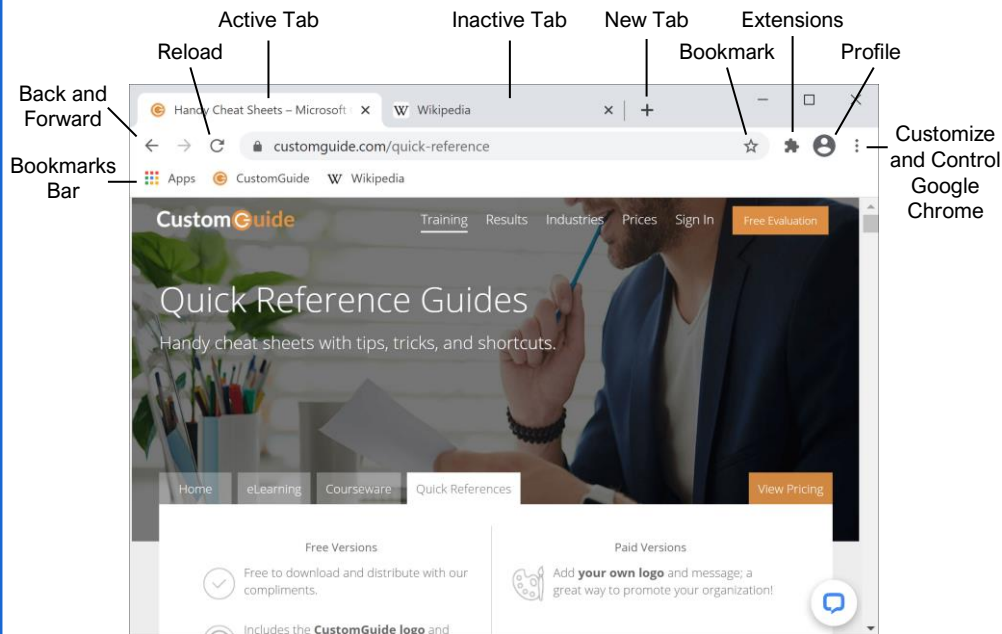 Active Tab Inactive Tab New Tab Extensions
Reload Bookmark Profile
Back and
Forward
Handy Cheat Sheets – Microsoft Wikipedia
customguide.com/quick-reference
Customize
and Control
Google
Chrome
Bookmarks
Bar
Apps CustomGuide Wikipedia
CustomGuide Training Results Industries Prices Sign In Free Evaluation
Quick Reference Guides
Handy cheat sheets with tips, tricks, and shortcuts.
Home eLearning Courseware Quick References View Pricing
Free Versions
Free to download and distribute with our
compliments.
Includes the CustomGuide logo and
Paid Versions
Add your own logo and message; a
great way to promote your organization!